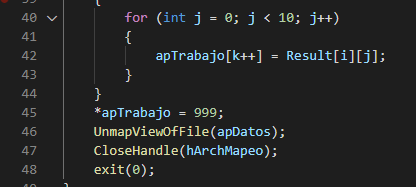 39 {
40 for (int j = 0; j < 10; j++)
41 {
42 apTrabajo[k++] = Result[i][j];
43 }
44 }
45 *apTrabajo = 999;
46 UnmapViewOfFile(apDatos);
47 CloseHandle(hArchMapeo);
48 exit(0);